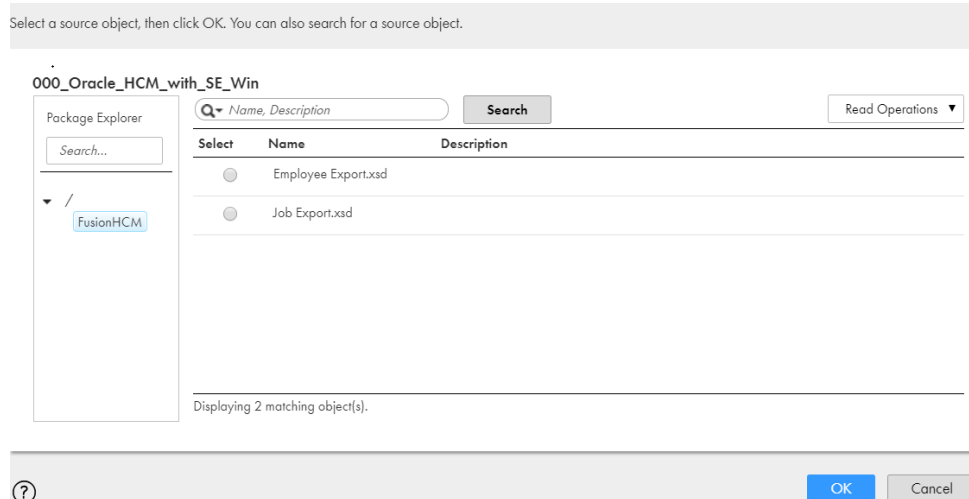 Select a source object, then click OK. You can also search for a source object.
000_Oracle_HCM_with_SE_Win
Package Explorer
Search...
/
FusionHCM
Name, Description
Search
Read Operations
Select Name Description
Employee Export.xsd
Job Export.xsd
Displaying 2 matching object(s).
?
OK
Cancel